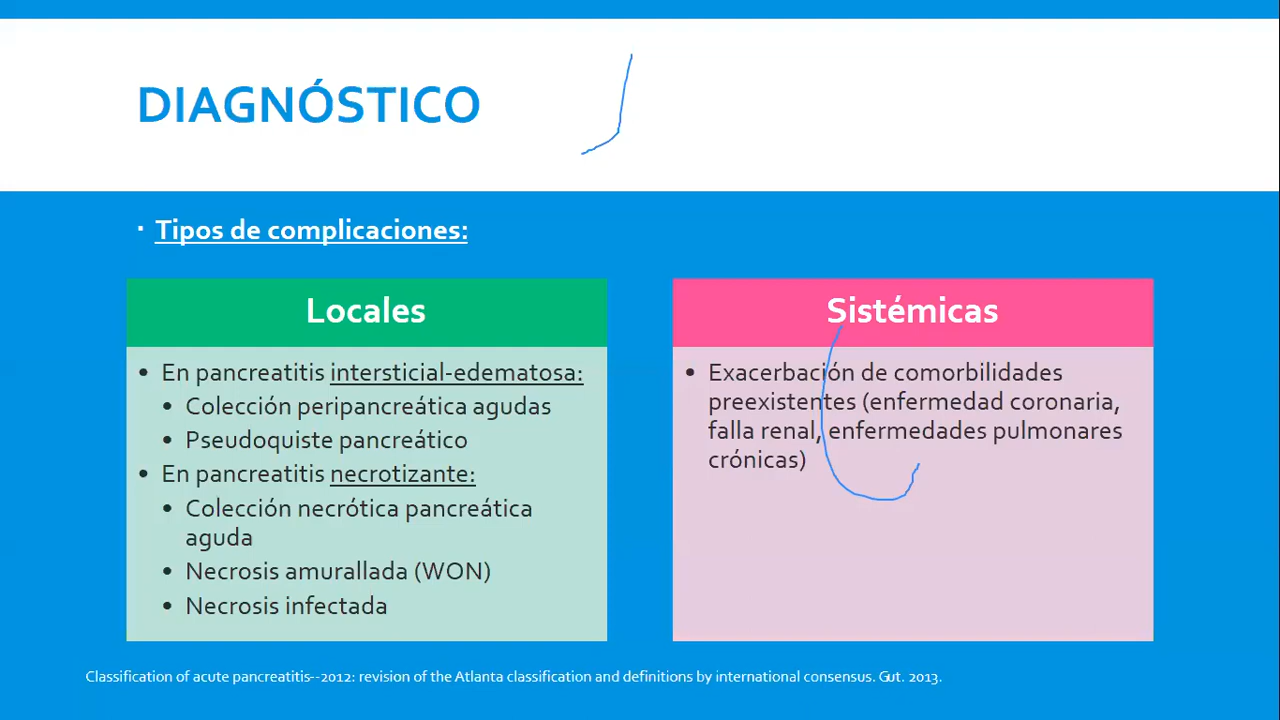 DIAGNÓSTICO
▪ Tipos de complicaciones:
Locales
• En pancreatitis intersticial-edematosa:
• Colección peripancreática agudas
• Pseudoquiste pancreático
• En pancreatitis necrotizante:
• Colección necrótica pancreática
aguda
• Necrosis amurallada (WON)
• Necrosis infectada
Sistémicas
• Exacerbación de comorbilidades
preexistentes (enfermedad coronaria,
falla renal, enfermedades pulmonares
crónicas)
Classification of acute pancreatitis--2012: revision of the Atlanta classification and definitions by international consensus. Gut. 2013.